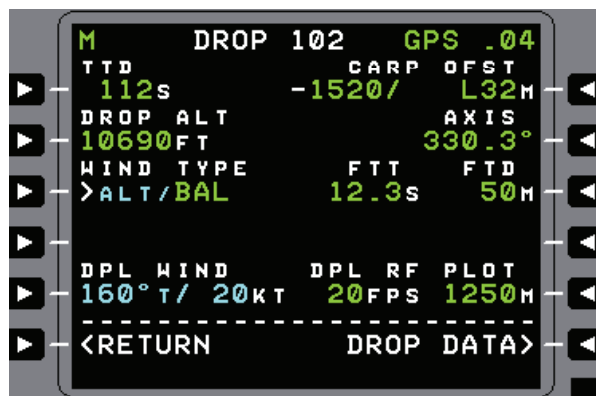 M DROP 102 GPS .04
TTD CARP OFST
112s -1520/ L32M
DROP ALT AXIS
10690FT 330.3°
WIND TYPE FTT FTD
>ALT/BAL 12.3s 50M
DPL WIND DPL RF PLOT
160°T/ 20KT 20FPS 1250M
<RETURN DROP DATA>